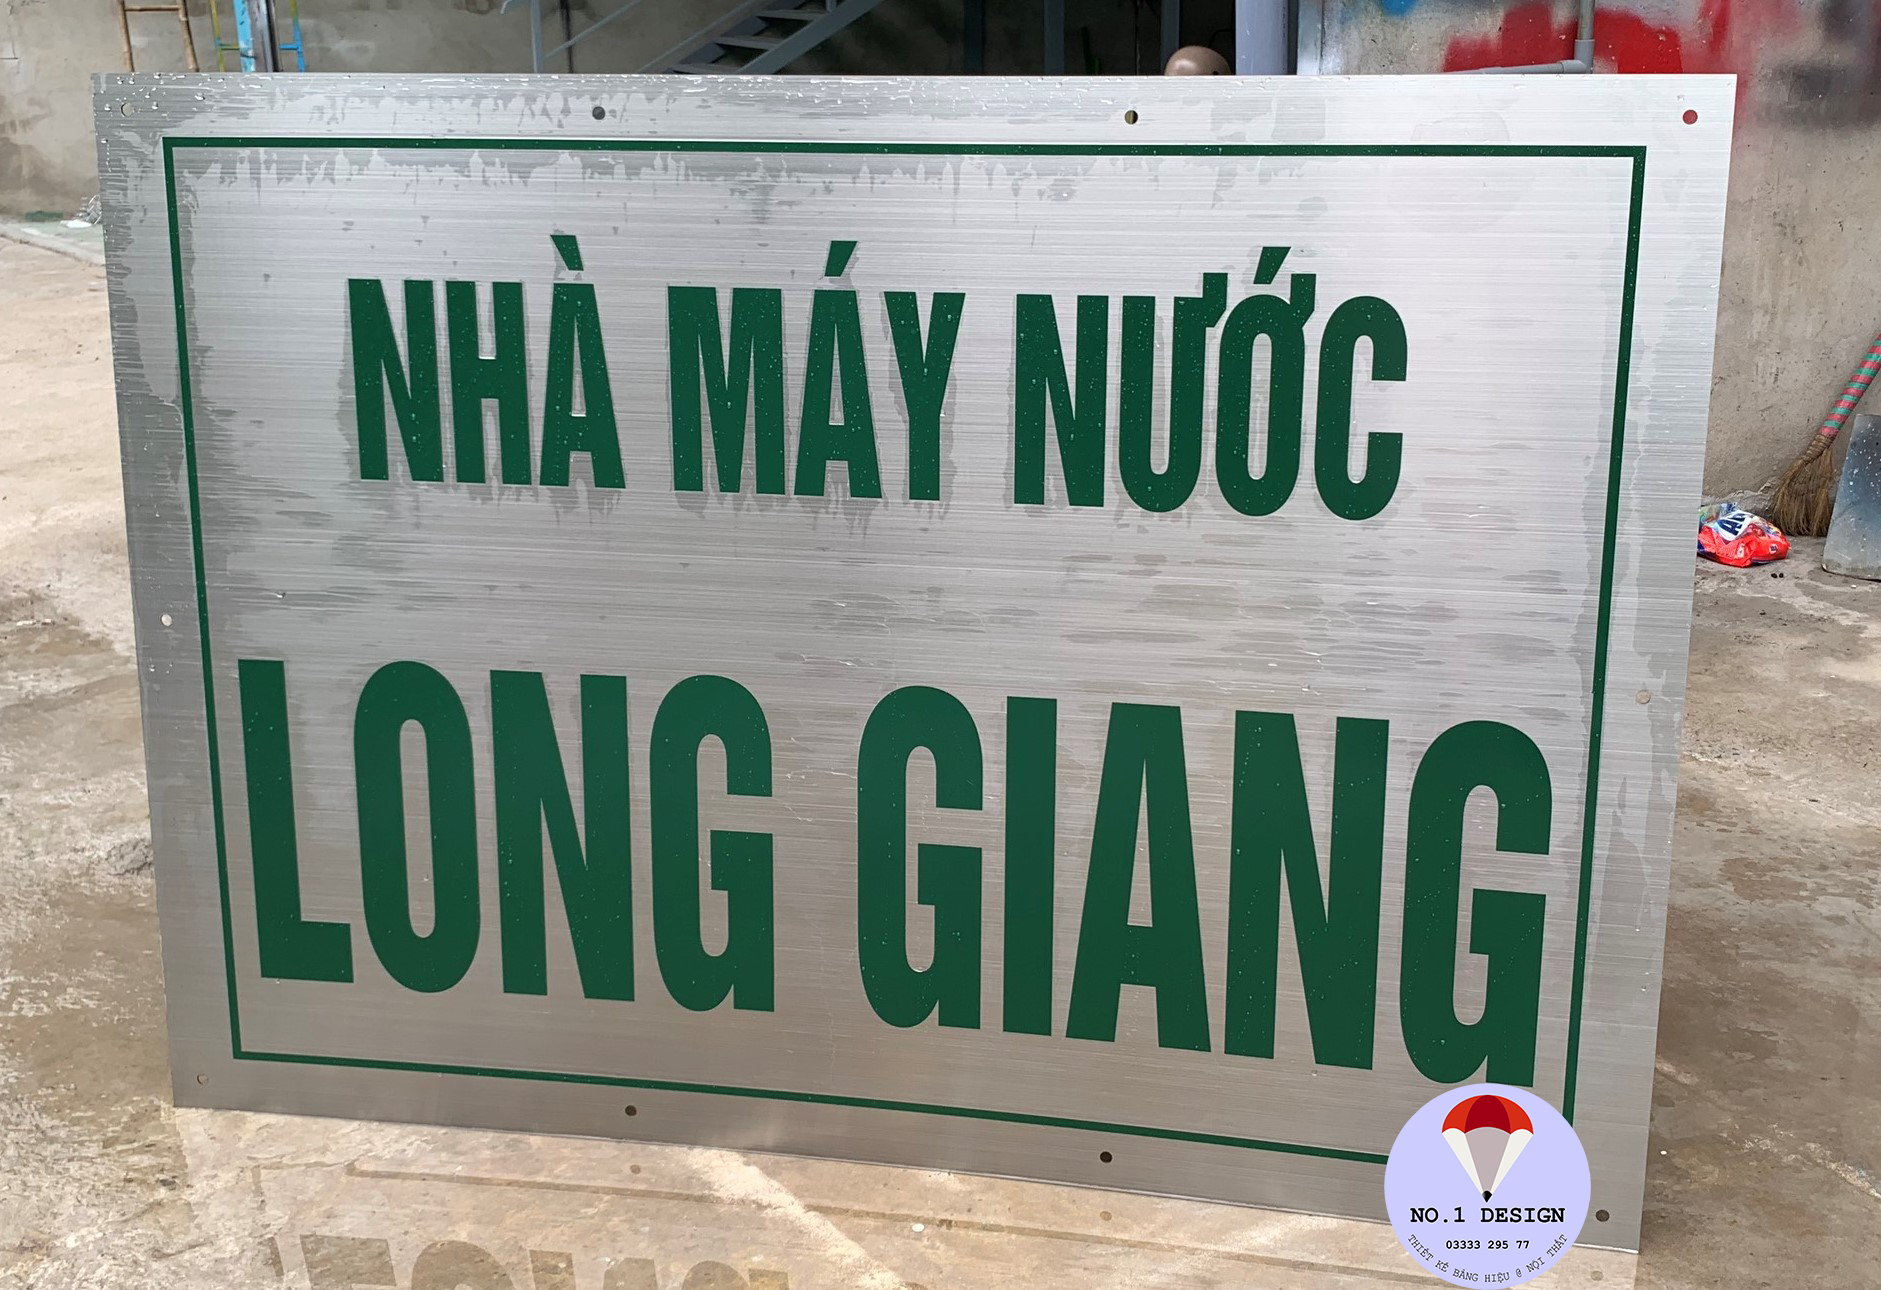 NHÀ MÁY NƯỚC
LONG GIANG
NO.1 DESIGN
03333 295 77
THIẾT KẾ BẢNG HIỆU @ NỘI THẤT